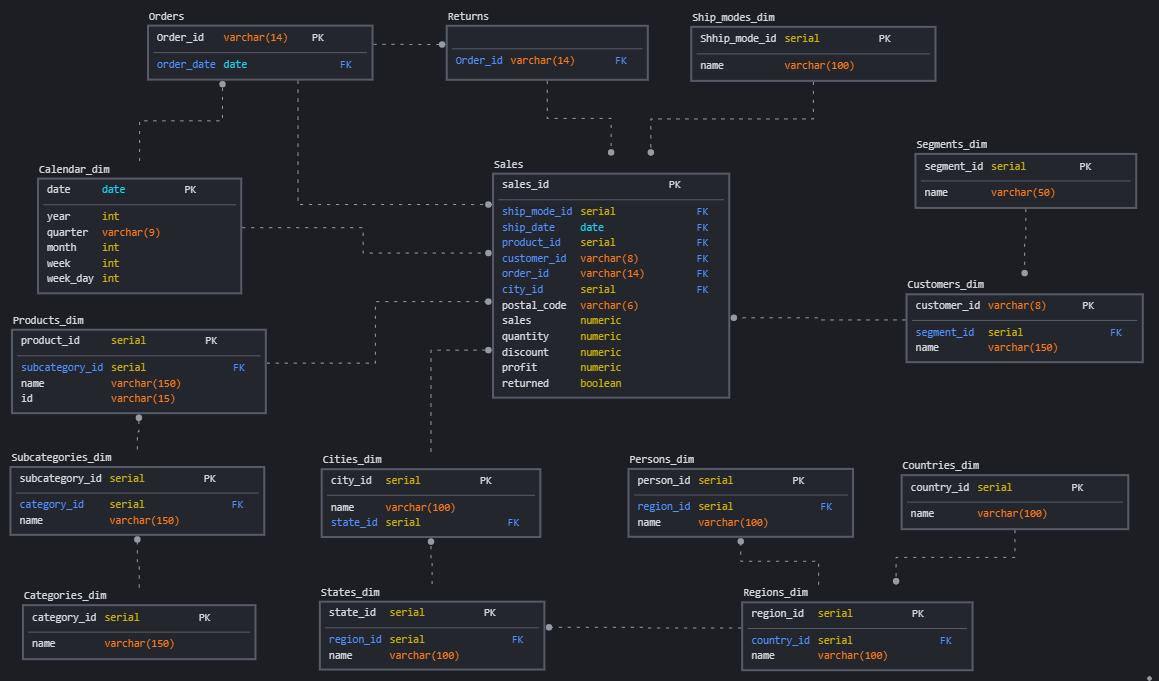 Orders
Order_id varchar(14) PK
order_date date FK
Returns
Order_id varchar(14) FK
Ship_modes_dim
Shhip_mode_id serial PK
name varchar(100)
Calendar_dim
date date PK
year int
quarter varchar(9)
month int
week int
week_day int
Sales
sales_id PK
ship_mode_id serial FK
ship_date date FK
product_id serial FK
customer_id varchar(8) FK
order_id varchar(14) FK
city_id serial FK
postal_code varchar(6)
sales numeric
quantity numeric
discount numeric
profit numeric
returned boolean
Segments_dim
segment_id serial PK
name varchar(50)
Customers_dim
customer_id varchar(8) PK
segment_id serial FK
name varchar(150)
Products_dim
product_id serial PK
subcategory_id serial FK
name varchar(150)
id varchar(15)
Subcategories_dim
subcategory_id serial PK
category_id serial FK
name varchar(150)
Cities_dim
city_id serial PK
name varchar(100)
state_id serial FK
Persons_dim
person_id serial PK
region_id serial FK
name varchar(100)
Countries_dim
country_id serial PK
name varchar(100)
Categories_dim
category_id serial PK
name varchar(150)
States_dim
state_id serial PK
region_id serial FK
name varchar(100)
Regions_dim
region_id serial PK
country_id serial FK
name varchar(100)